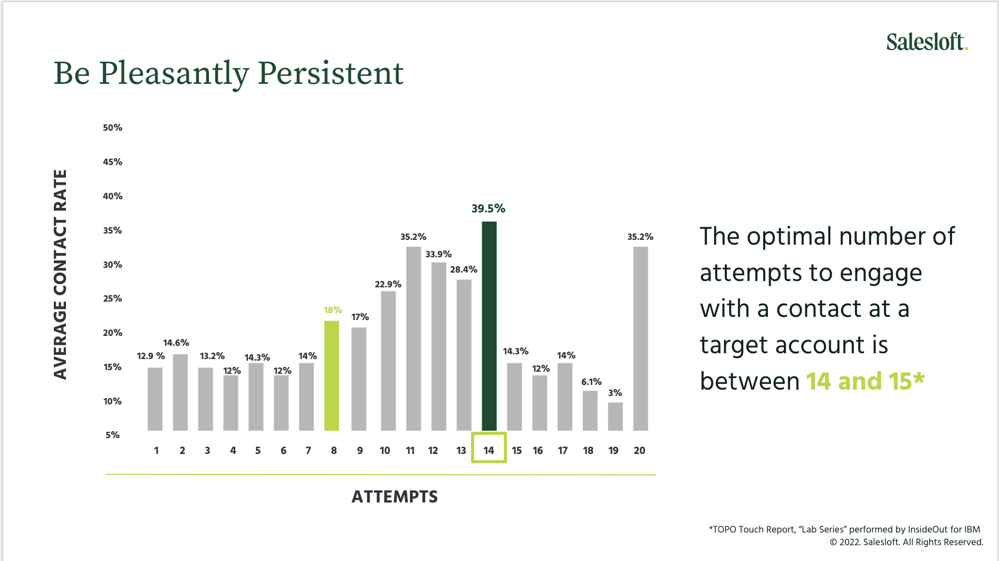 Salesloft.
Be Pleasantly Persistent
AVERAGE CONTACT RATE
50%
45%
40%
35%
30%
25%
20%
15%
10%
5%
12.9 %
14.6%
13.2%
12%
14.3%
12%
14%
18%
17%
22.9%
35.2%
33.9%
28.4%
39.5%
14.3%
12%
14%
6.1%
3%
35.2%
1 2 3 4 5 6 7 8 9 10 11 12 13 14 15 16 17 18 19 20
ATTEMPTS
The optimal number of
attempts to engage
with a contact at a
target account is
between 14 and 15*
*TOPO Touch Report, “Lab Series” performed by InsideOut for IBM
© 2022. Salesloft. All Rights Reserved.